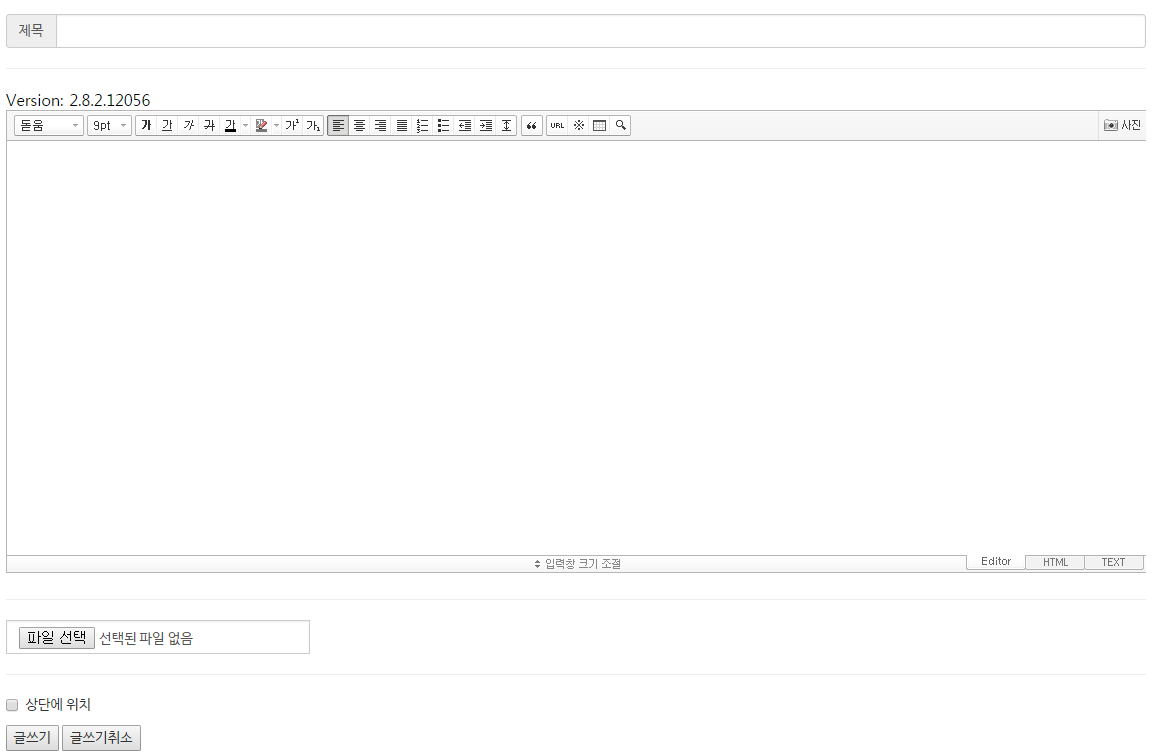 제목
Version: 2.8.2.12056
돋움 9pt 가 가 가 가 가 가¹ 가₁ URL 사진
입력창 크기 조절 Editor HTML TEXT
파일 선택 선택된 파일 없음
상단에 위치
글쓰기 글쓰기취소